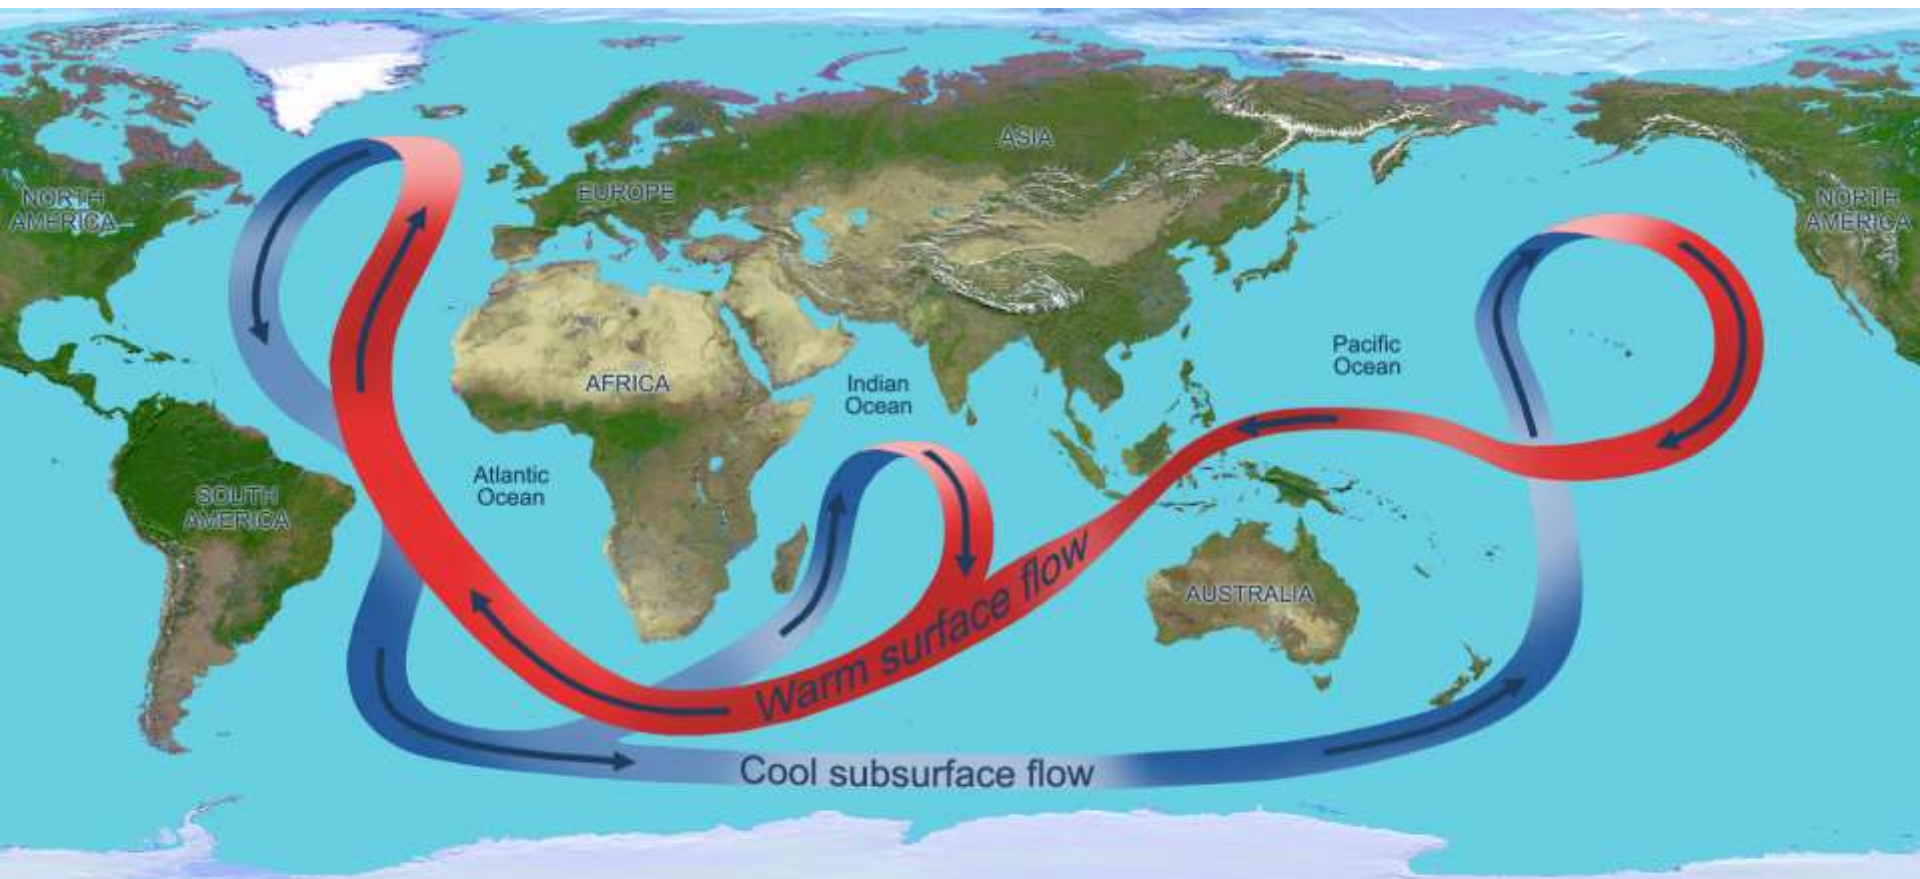 ASIA
EUROPE
NORTH
AMERICA
NORTH
AMERICA
Pacific
Ocean
AFRICA
Indian
Ocean
Atlantic
Ocean
SOUTH
AMERICA
AUSTRALIA
Warm surface flow
Cool subsurface flow